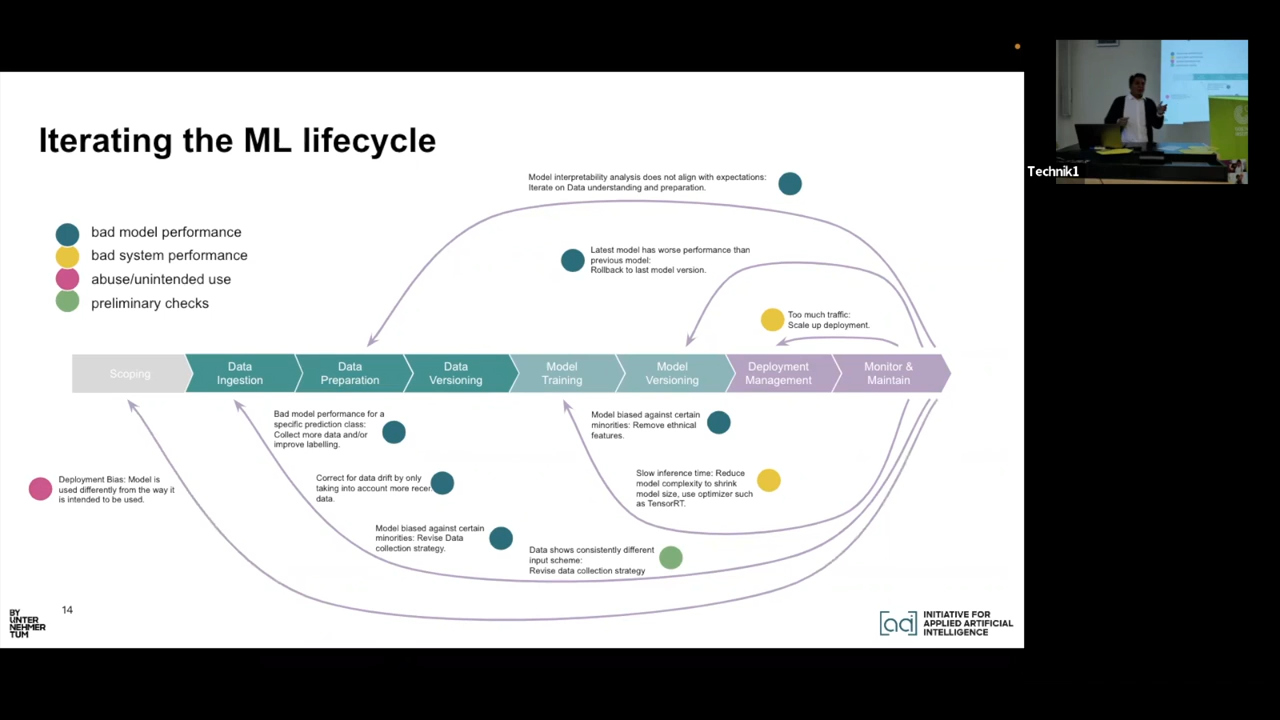 Iterating the ML lifecycle
Technik1
Model interpretability analysis does not align with expectations:
Iterate on Data understanding and preparation.
bad model performance
bad system performance
abuse/unintended use
preliminary checks
Latest model has worse performance than
previous model:
Rollback to last model version.
Too much traffic:
Scale up deployment.
Scoping
Data
Ingestion
Data
Preparation
Data
Versioning
Model
Training
Model
Versioning
Deployment
Management
Monitor &
Maintain
Bad model performance for a
specific prediction class:
Collect more data and/or
improve labelling.
Model biased against certain
minorities: Remove ethnical
features.
Deployment Bias: Model is
used differently from the way it
is intended to be used.
Correct for data drift by only
taking into account more recen
data.
Slow inference time: Reduce
model complexity to shrink
model size, use optimizer such
as TensorRT.
Model biased against certain
minorities: Revise Data
collection strategy.
Data shows consistently different
input scheme:
Revise data collection strategy
14
BY
UNTER
NEHMER
TUM
[ai]
INITIATIVE FOR
APPLIED ARTIFICIAL
INTELLIGENCE